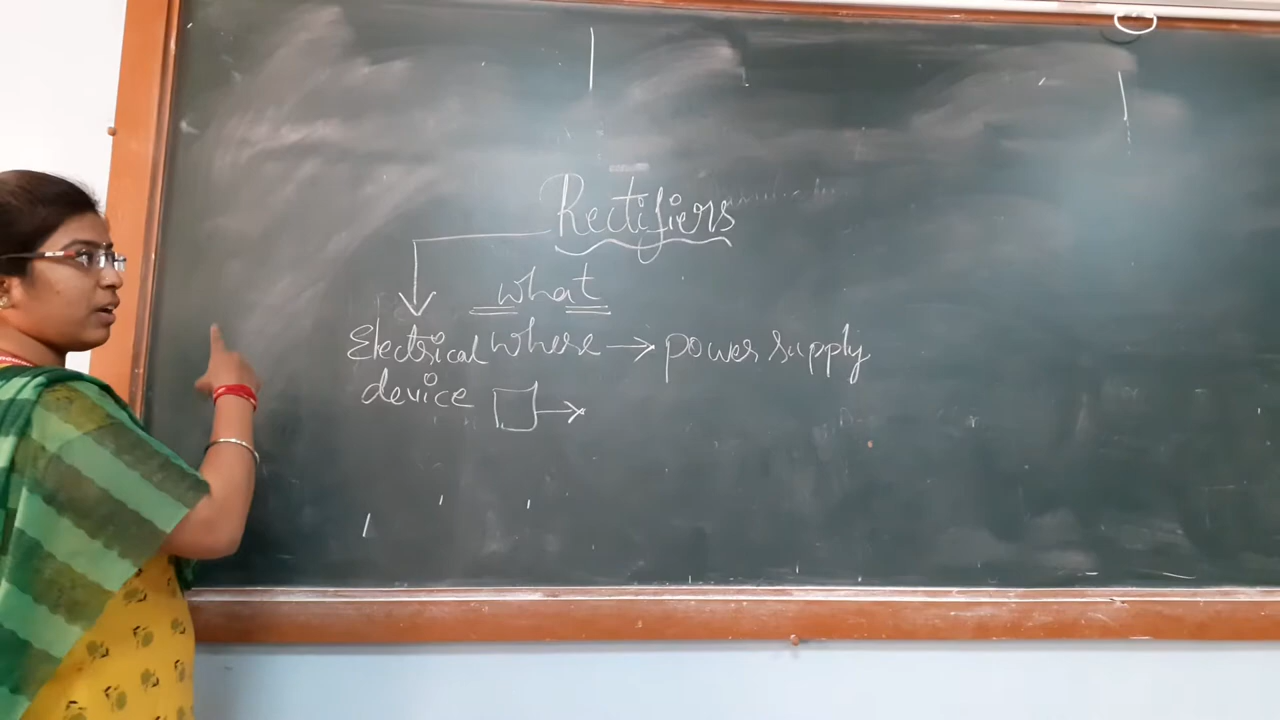 Rectifiers
what
Electrical where → power supply
device